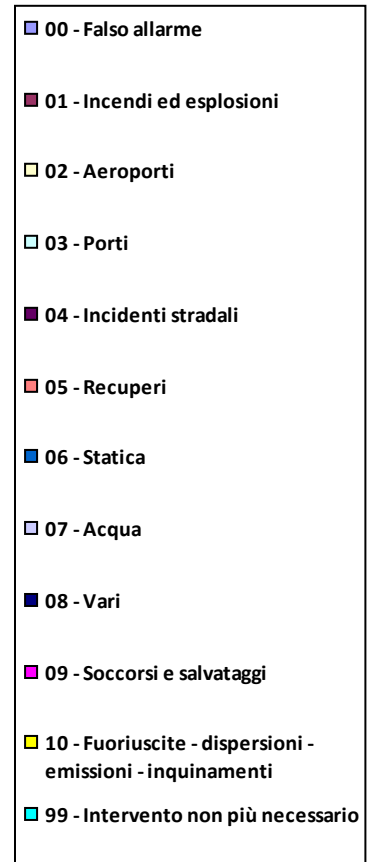 00 - Falso allarme
01 - Incendi ed esplosioni
02 - Aeroporti
03 - Porti
04 - Incidenti stradali
05 - Recuperi
06 - Statica
07 - Acqua
08 - Vari
09 - Soccorsi e salvataggi
10 - Fuoriuscite - dispersioni -
emissioni - inquinamenti
99 - Intervento non più necessario